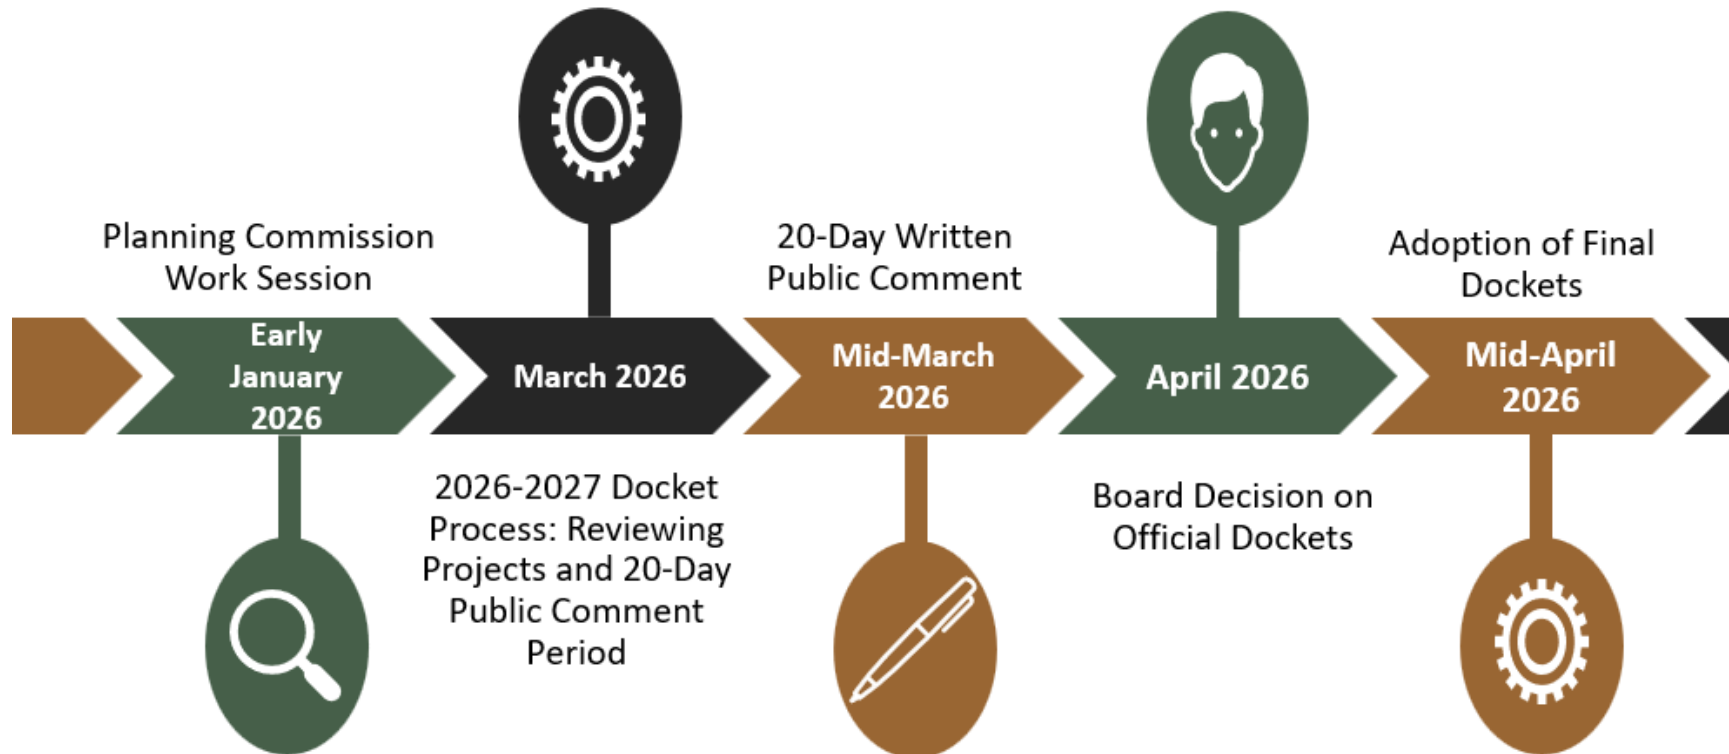 Planning Commission
Work Session
Early
January
2026
March 2026
2026-2027 Docket
Process: Reviewing
Projects and 20-Day
Public Comment
Period
20-Day Written
Public Comment
Mid-March
2026
April 2026
Board Decision on
Official Dockets
Adoption of Final
Dockets
Mid-April
2026